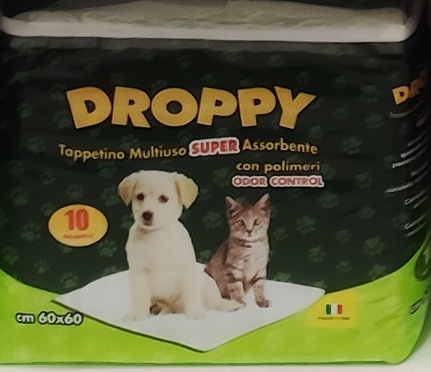 DROPPY
Tappetino Multiuso SUPER Assorbente
con polimeri
ODOR CONTROL
10
cm 60x60